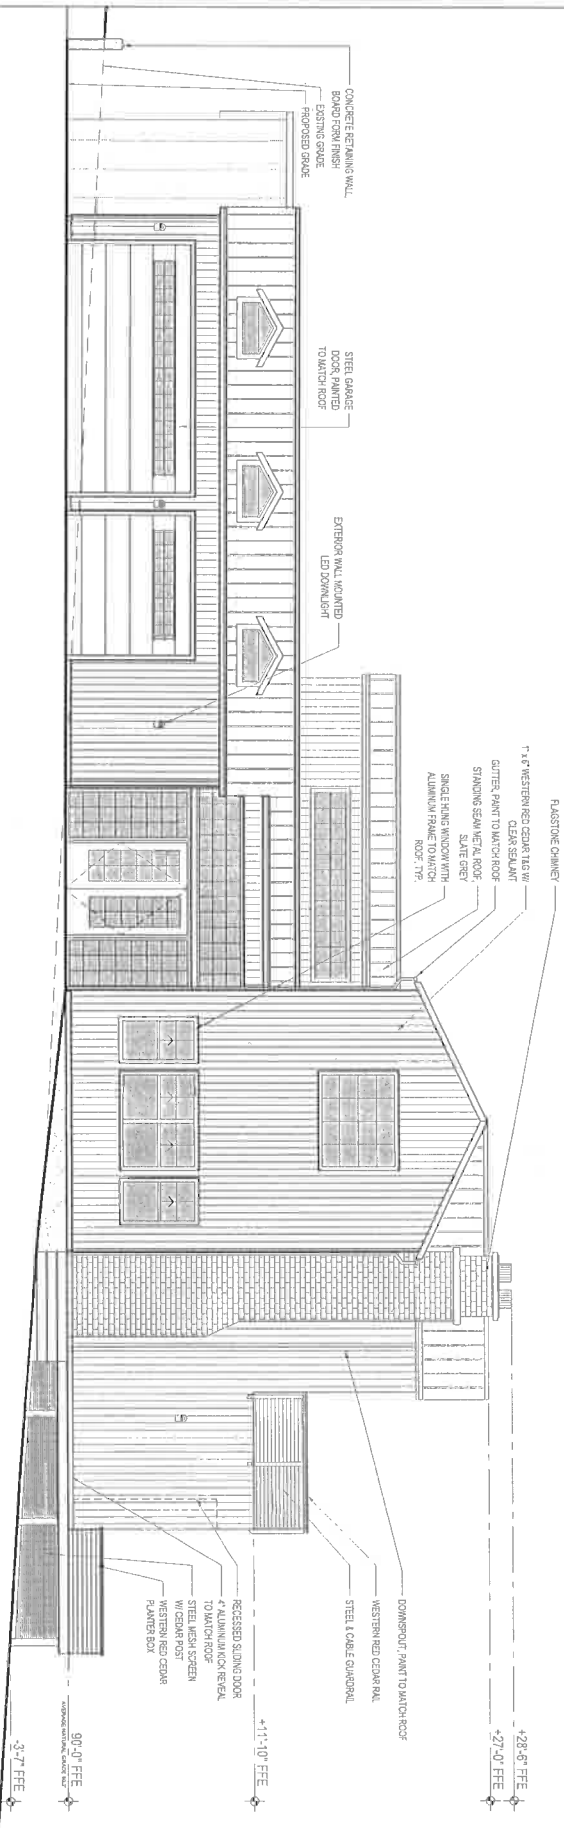 CONCRETE RETAINING WALL,
BOARD FORM FINISH
EXISTING GRADE
PROPOSED GRADE
STEEL GARAGE
DOOR, PAINTED
TO MATCH ROOF
EXTERIOR WALL MOUNTED
LED DOWNLIGHT
FLAGSTONE CHIMNEY
1" x 6" WESTERN RED CEDAR T&G W/
CLEAR SEALANT
GUTTER, PAINT TO MATCH ROOF
STANDING SEAM METAL ROOF,
SLATE GREY
SINGLE HUNG WINDOW WITH
ALUMINUM FRAME TO MATCH
ROOF, TYP.
DOWNSPOUT, PAINT TO MATCH ROOF
WESTERN RED CEDAR RAIL
STEEL & CABLE GUARDRAIL
RECESSED SLIDING DOOR
4" ALUMINUM KICK REVEAL
TO MATCH ROOF
STEEL MESH SCREEN
W/ CEDAR POST
WESTERN RED CEDAR
PLANTER BOX
+28'-6" FFE
+27'-0" FFE
+11'-10" FFE
90'-0" FFE
AVERAGE NATURAL GRADE
-3'-7" FFE